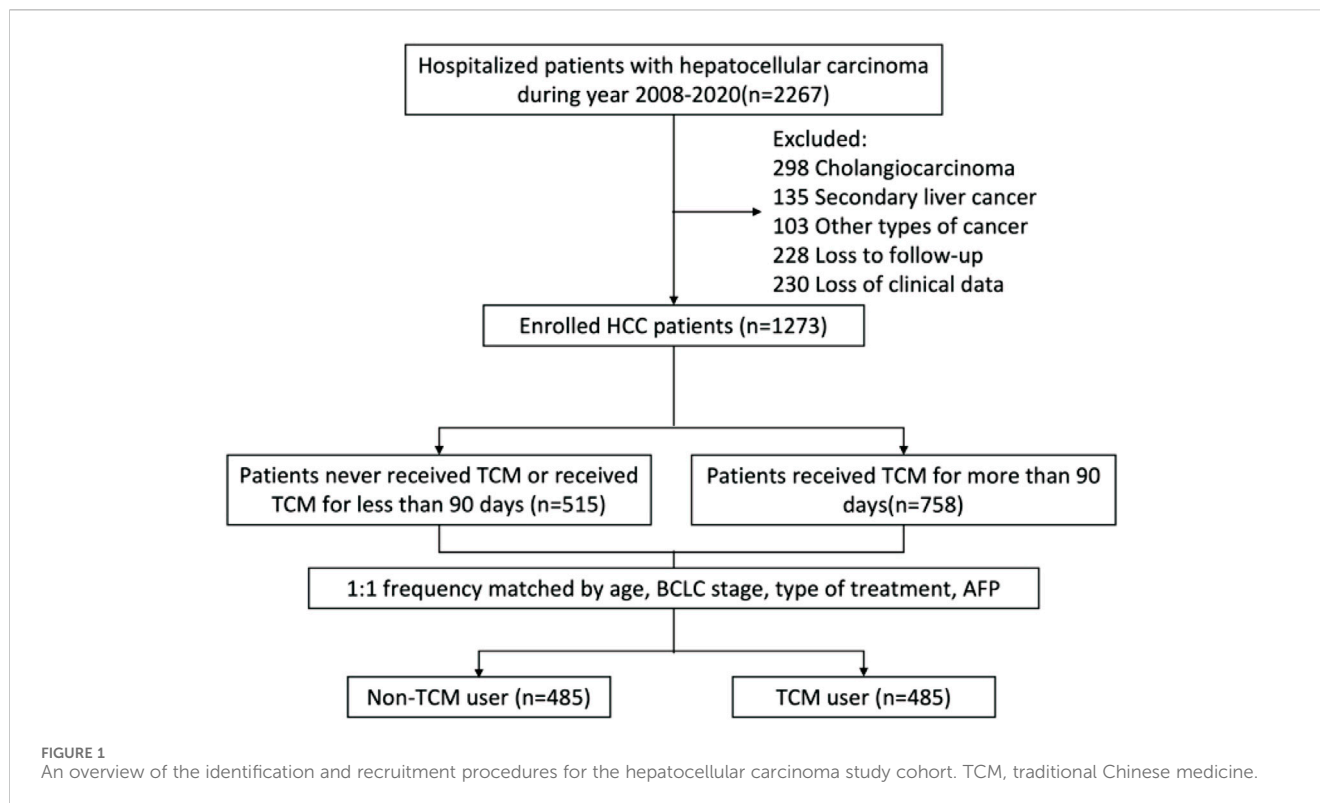 Hospitalized patients with hepatocellular carcinoma
during year 2008-2020(n=2267)
Excluded:
298 Cholangiocarcinoma
135 Secondary liver cancer
103 Other types of cancer
228 Loss to follow-up
230 Loss of clinical data
Enrolled HCC patients (n=1273)
Patients never received TCM or received
TCM for less than 90 days (n=515)
Patients received TCM for more than 90
days(n=758)
1:1 frequency matched by age, BCLC stage, type of treatment, AFP
Non-TCM user (n=485)
TCM user (n=485)
FIGURE 1
An overview of the identification and recruitment procedures for the hepatocellular carcinoma study cohort. TCM, traditional Chinese medicine.